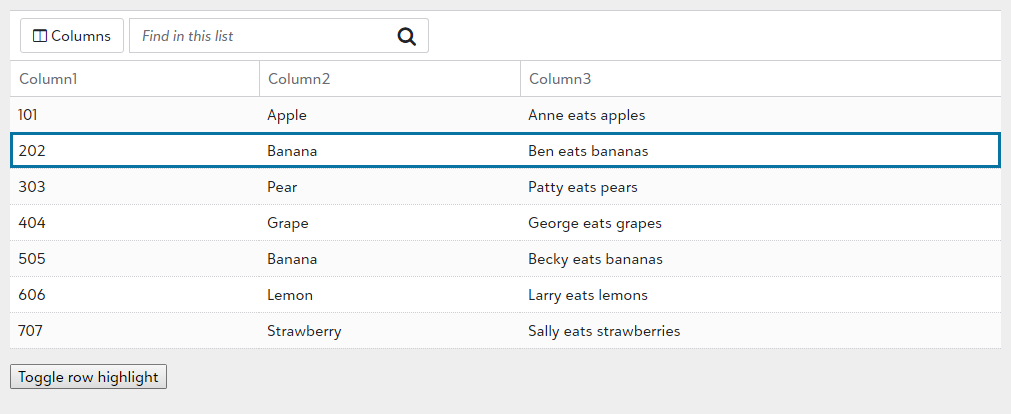 Columns Find in this list
Column1 Column2 Column3
101 Apple Anne eats apples
202 Banana Ben eats bananas
303 Pear Patty eats pears
404 Grape George eats grapes
505 Banana Becky eats bananas
606 Lemon Larry eats lemons
707 Strawberry Sally eats strawberries
Toggle row highlight